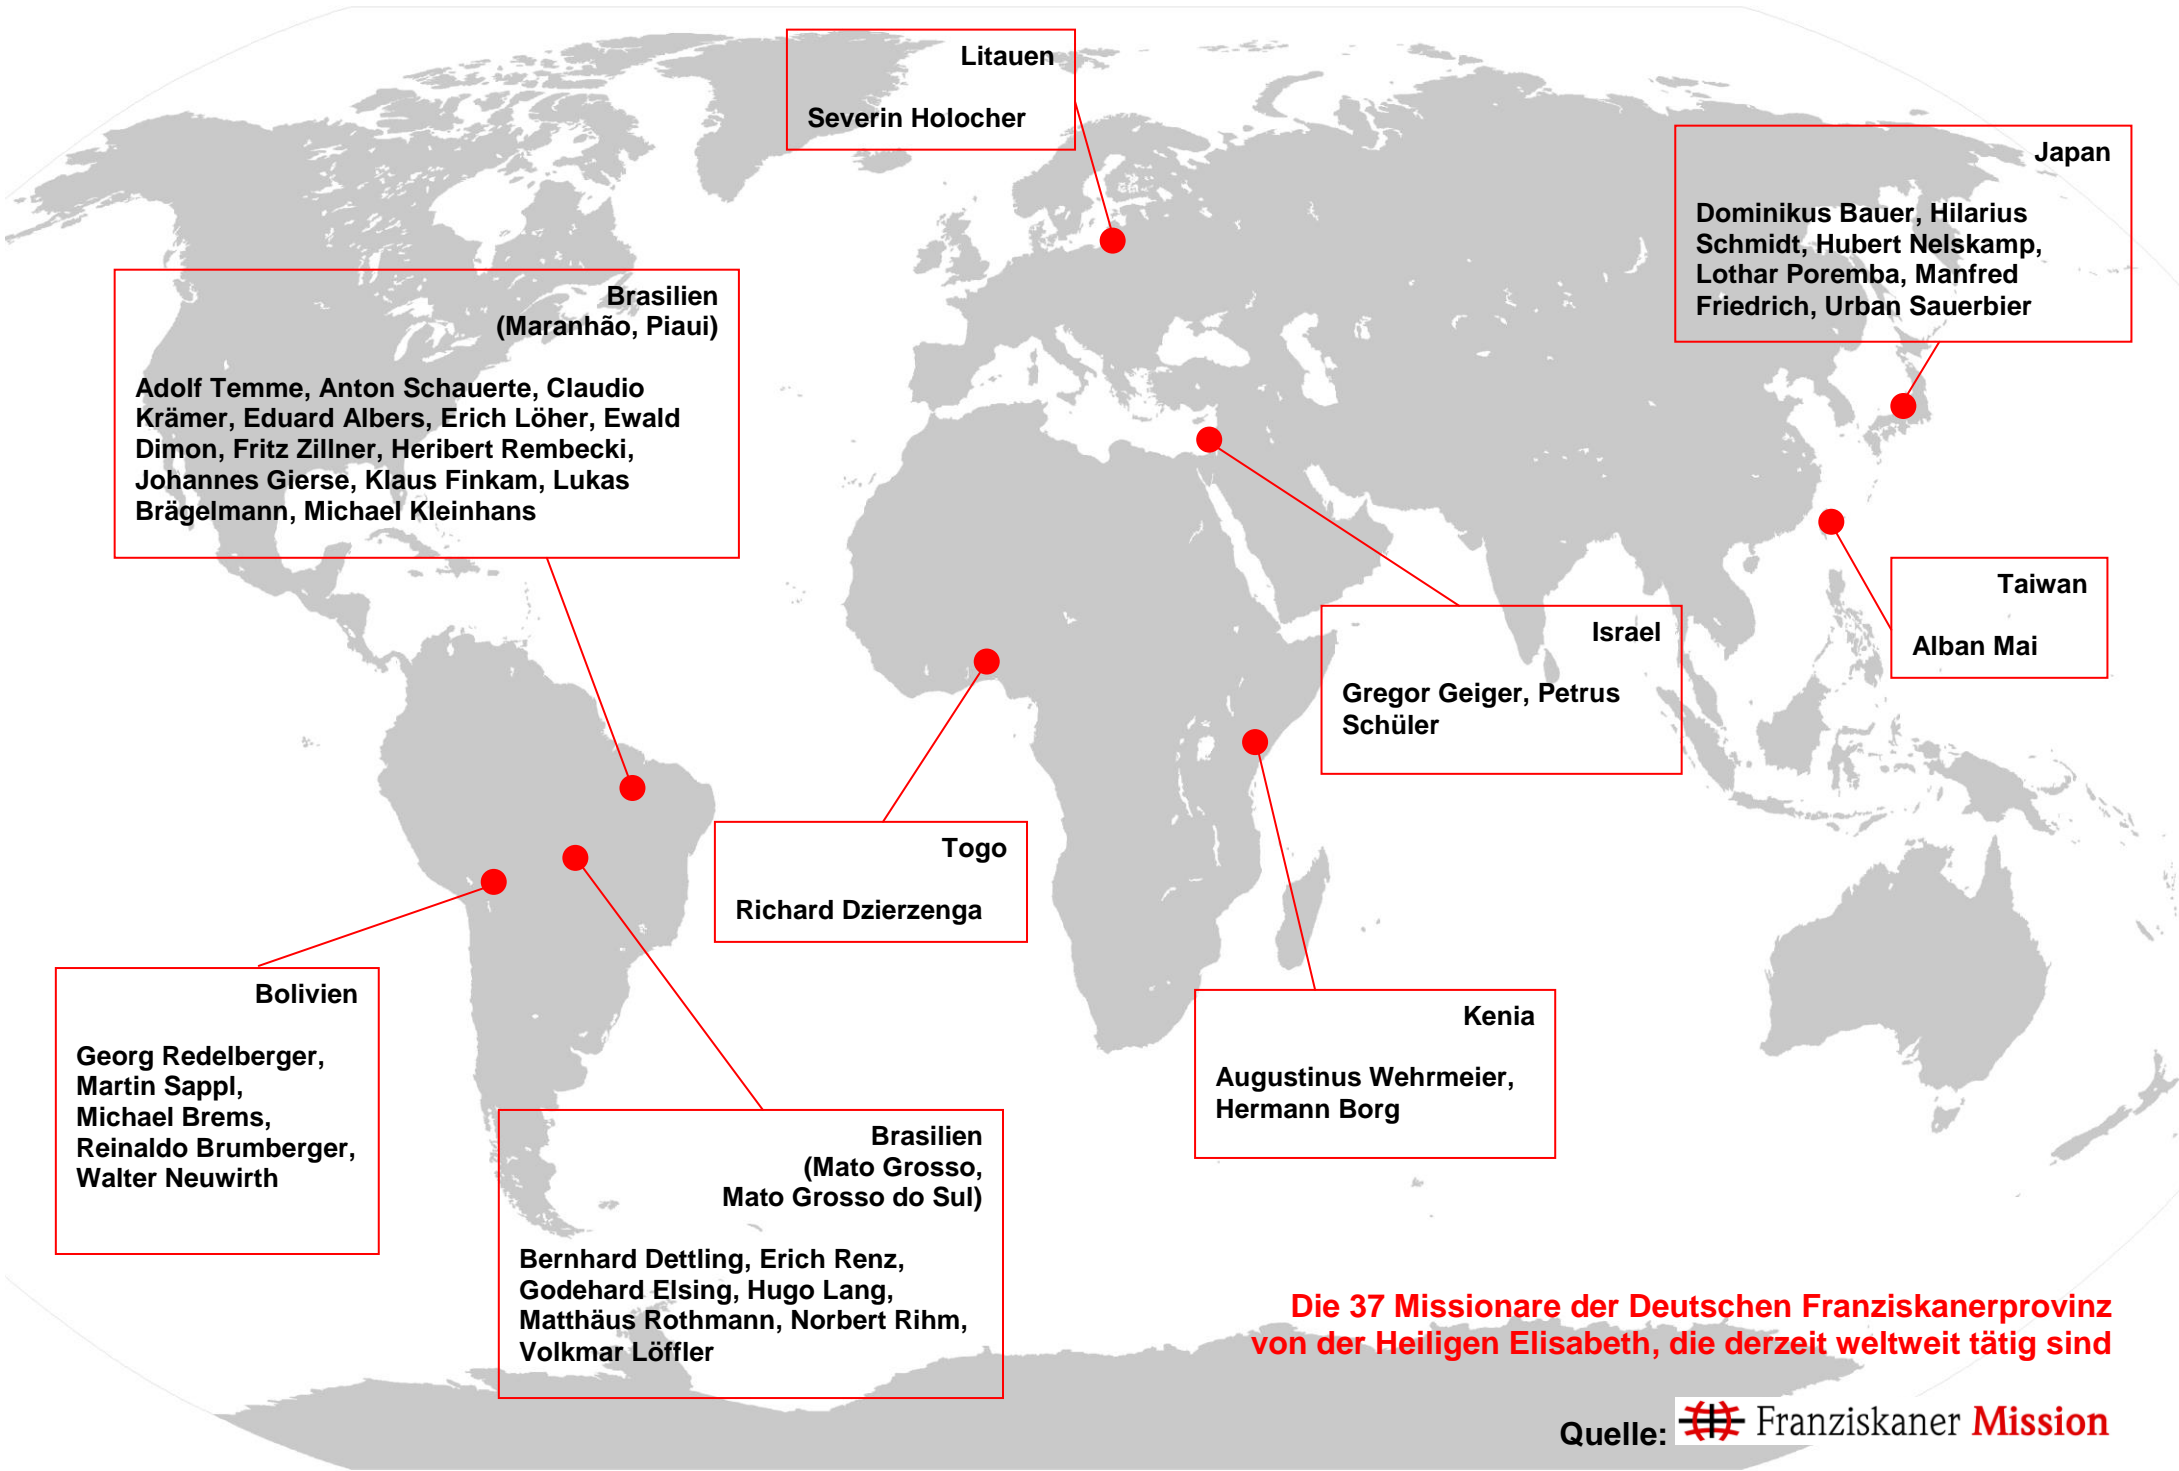 Litauen
Severin Holocher
Japan
Dominikus Bauer, Hilarius
Schmidt, Hubert Nelskamp,
Lothar Poremba, Manfred
Friedrich, Urban Sauerbier
Brasilien
(Maranhão, Piaui)
Adolf Temme, Anton Schauerte, Claudio
Krämer, Eduard Albers, Erich Löher, Ewald
Dimon, Fritz Zillner, Heribert Rembecki,
Johannes Gierse, Klaus Finkam, Lukas
Brägelmann, Michael Kleinhans
Taiwan
Alban Mai
Israel
Gregor Geiger, Petrus
Schüler
Togo
Richard Dzierzenga
Bolivien
Georg Redelberger,
Martin Sappl,
Michael Brems,
Reinaldo Brumberger,
Walter Neuwirth
Kenia
Augustinus Wehrmeier,
Hermann Borg
Brasilien
(Mato Grosso,
Mato Grosso do Sul)
Bernhard Dettling, Erich Renz,
Godehard Elsing, Hugo Lang,
Matthäus Rothmann, Norbert Rihm,
Volkmar Löffler
Die 37 Missionare der Deutschen Franziskanerprovinz
von der Heiligen Elisabeth, die derzeit weltweit tätig sind
Quelle: Franziskaner Mission